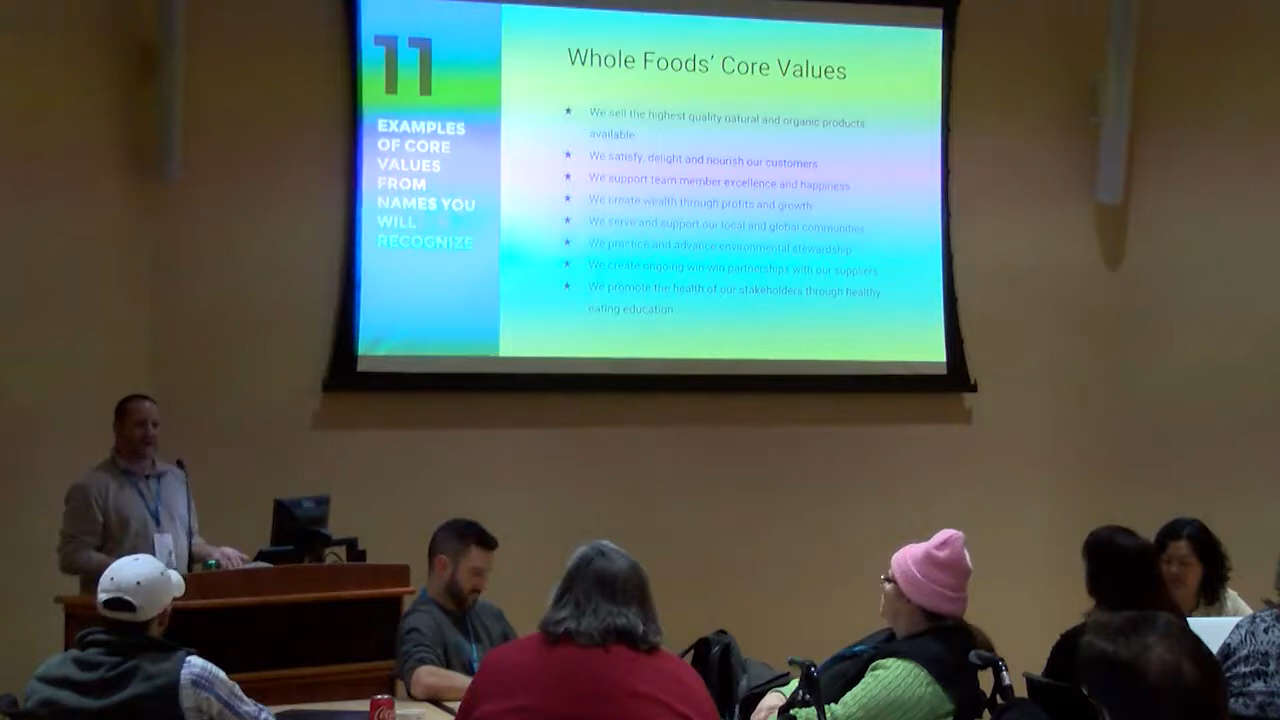 11
EXAMPLES
OF CORE
VALUES
FROM
NAMES YOU
WILL
RECOGNIZE
Whole Foods' Core Values
★ We sell the highest quality natural and organic products
available
★ We satisfy, delight and nourish our customers
★ We support team member excellence and happiness
★ We create wealth through profits and growth
★ We serve and support our local and global communities
★ We practice and advance environmental stewardship
★ We create ongoing win-win partnerships with our suppliers
★ We promote the health of our stakeholders through healthy
eating education